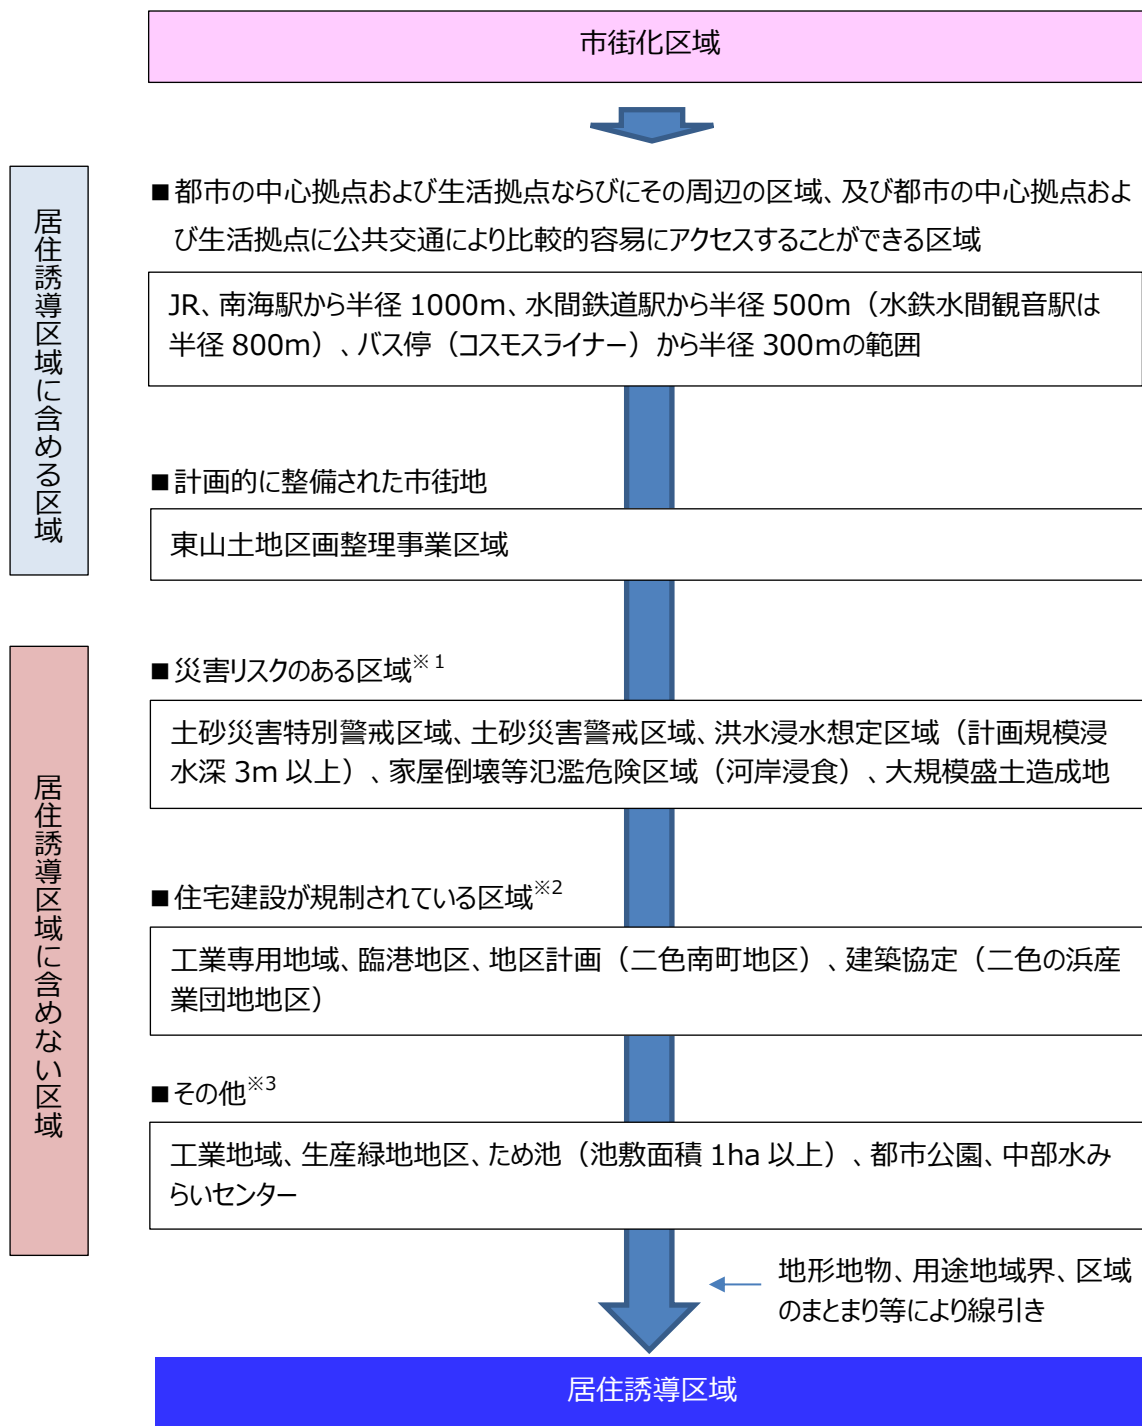 市街化区域
居住誘導区域に含める区域
■都市の中心拠点および生活拠点ならびにその周辺の区域、及び都市の中心拠点およ
び生活拠点に公共交通により比較的容易にアクセスすることができる区域
JR、南海駅から半径 1000m、水間鉄道駅から半径 500m（水鉄水間観音駅は
半径 800m）、バス停（コスモスライナー）から半径 300mの範囲
■計画的に整備された市街地
東山土地区画整理事業区域
居住誘導区域に含めない区域
■災害リスクのある区域※1
土砂災害特別警戒区域、土砂災害警戒区域、洪水浸水想定区域（計画規模浸
水深 3m 以上）、家屋倒壊等氾濫危険区域（河岸浸食）、大規模盛土造成地
■住宅建設が規制されている区域※2
工業専用地域、臨港地区、地区計画（二色南町地区）、建築協定（二色の浜産
業団地地区）
■その他※3
工業地域、生産緑地地区、ため池（池敷面積 1ha 以上）、都市公園、中部水み
らいセンター
地形地物、用途地域界、区域
のまとまり等により線引き
居住誘導区域